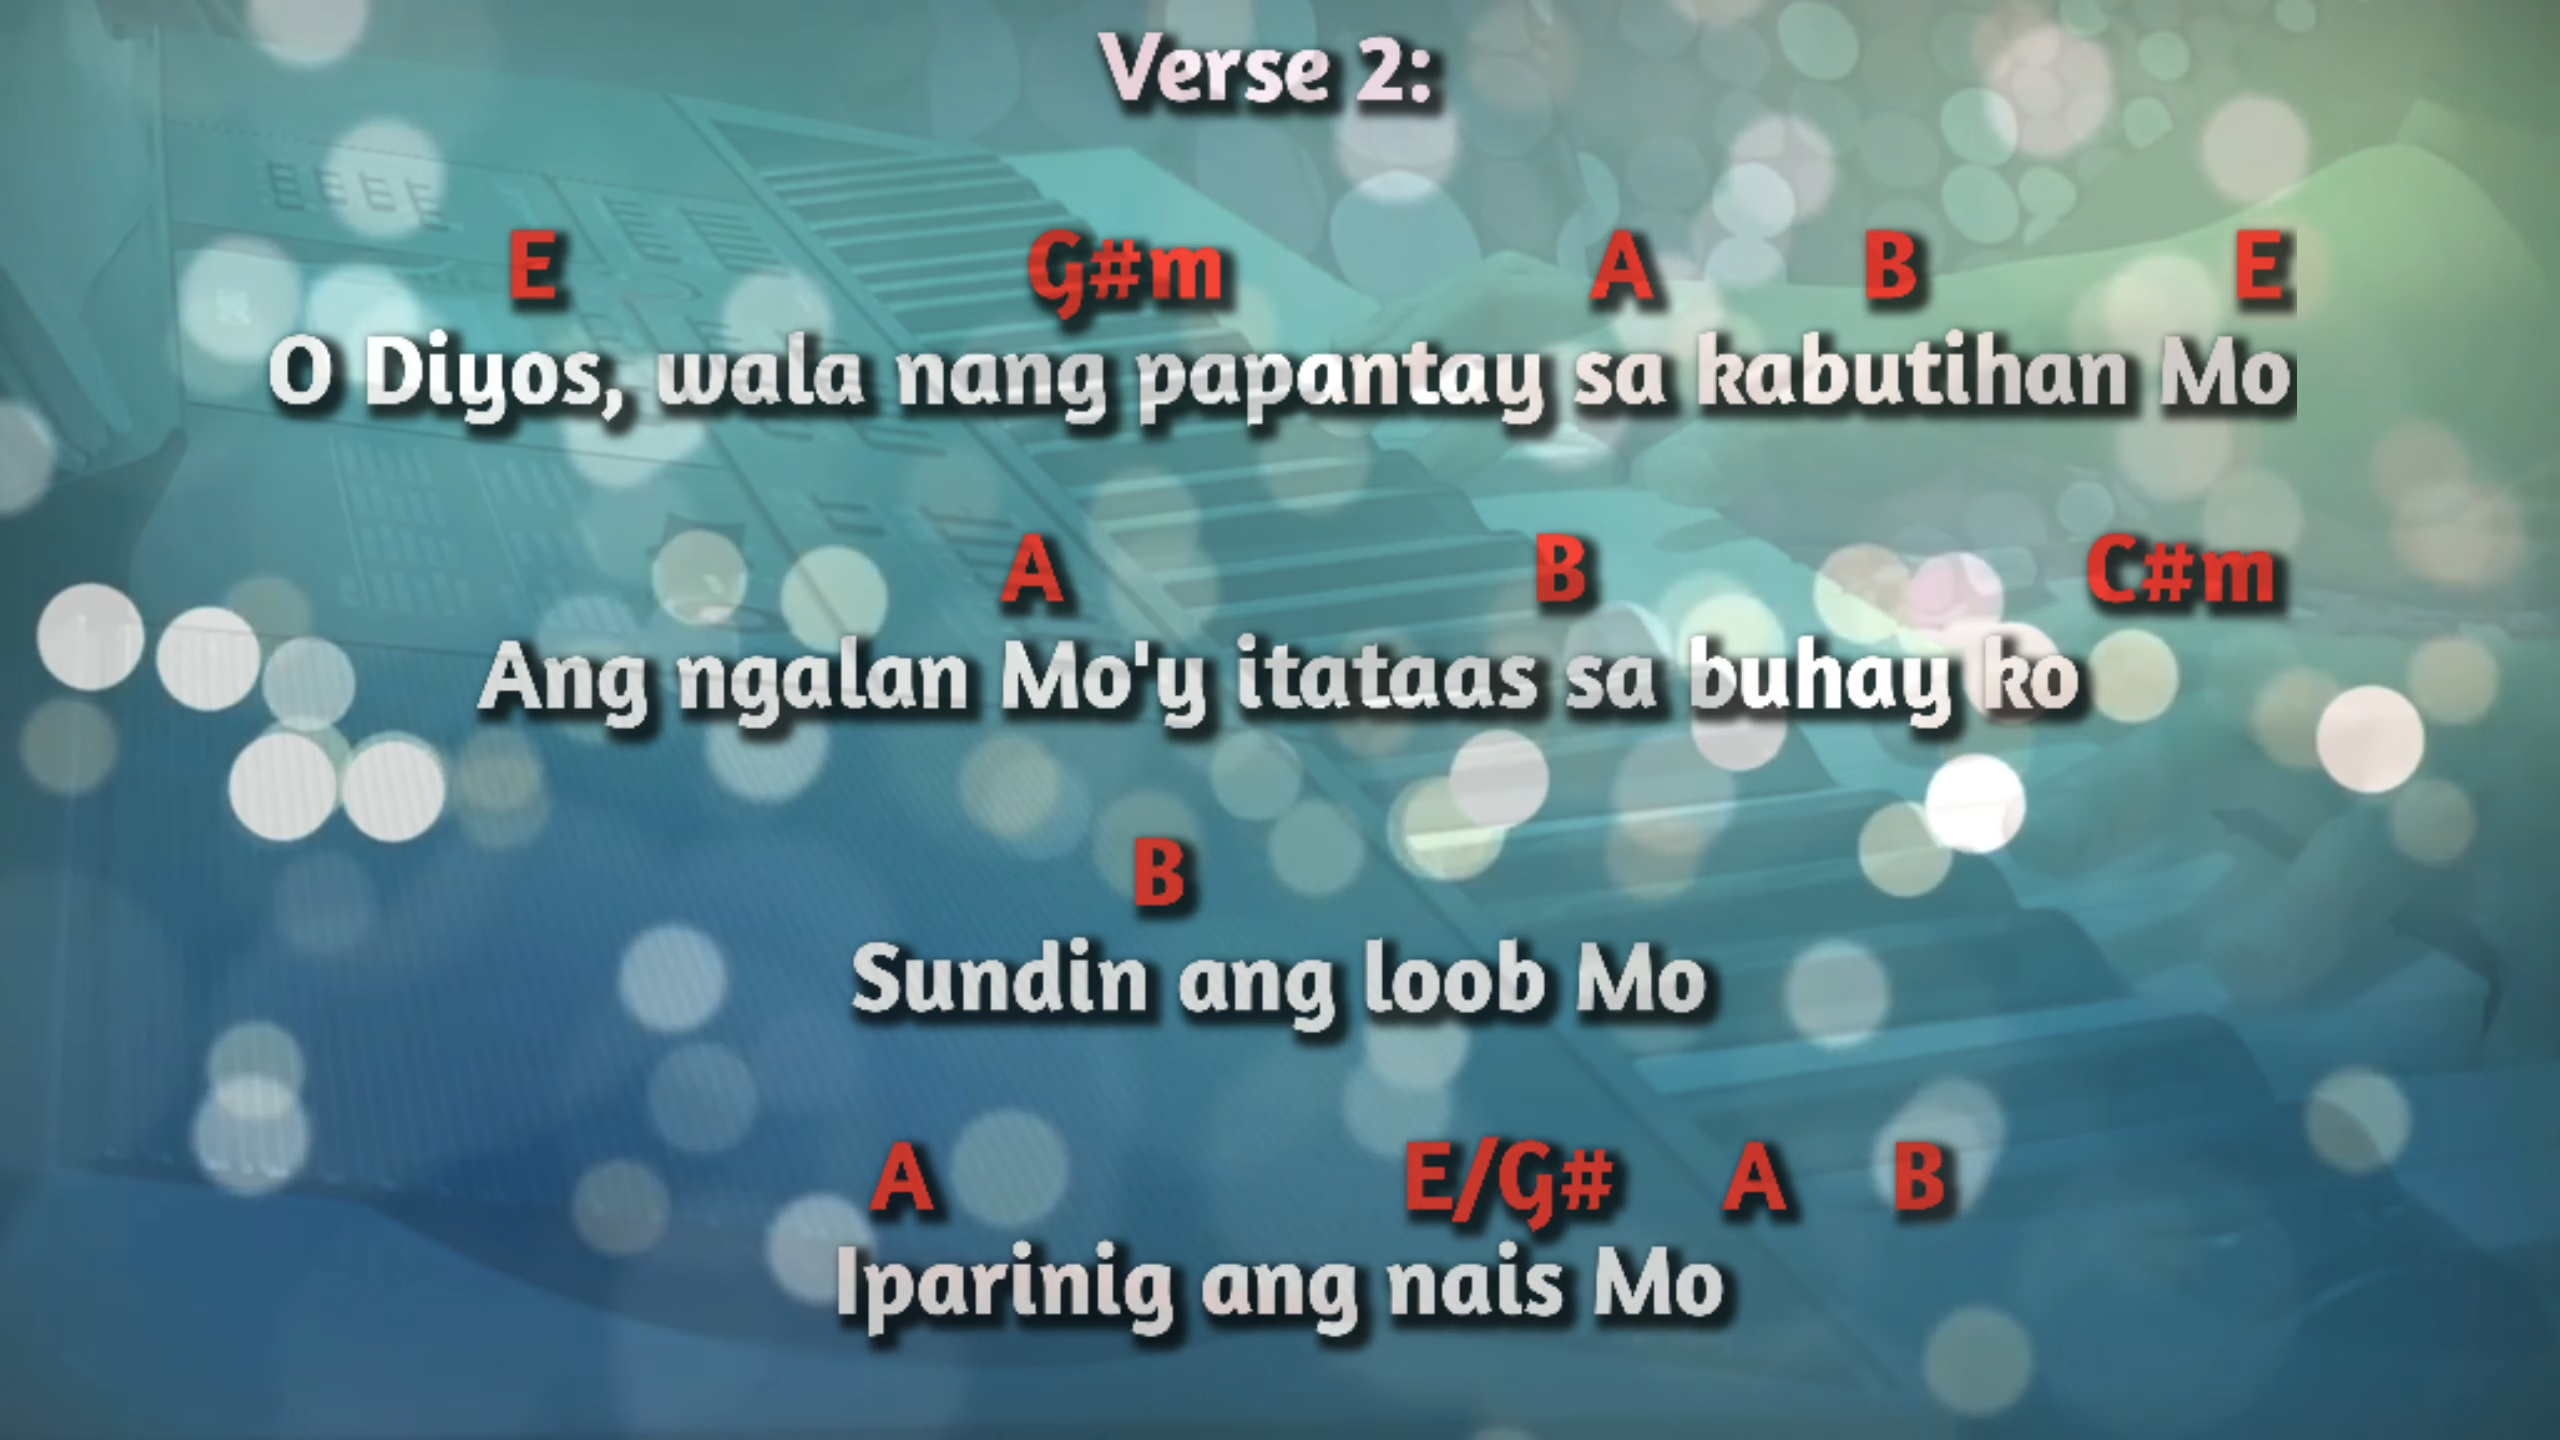 Verse 2:
E G#m A B E
O Diyos, wala nang papantay sa kabutihan Mo
A B C#m
Ang ngalan Mo'y itataas sa buhay ko
B
Sundin ang loob Mo
A E/G# A B
Iparinig ang nais Mo